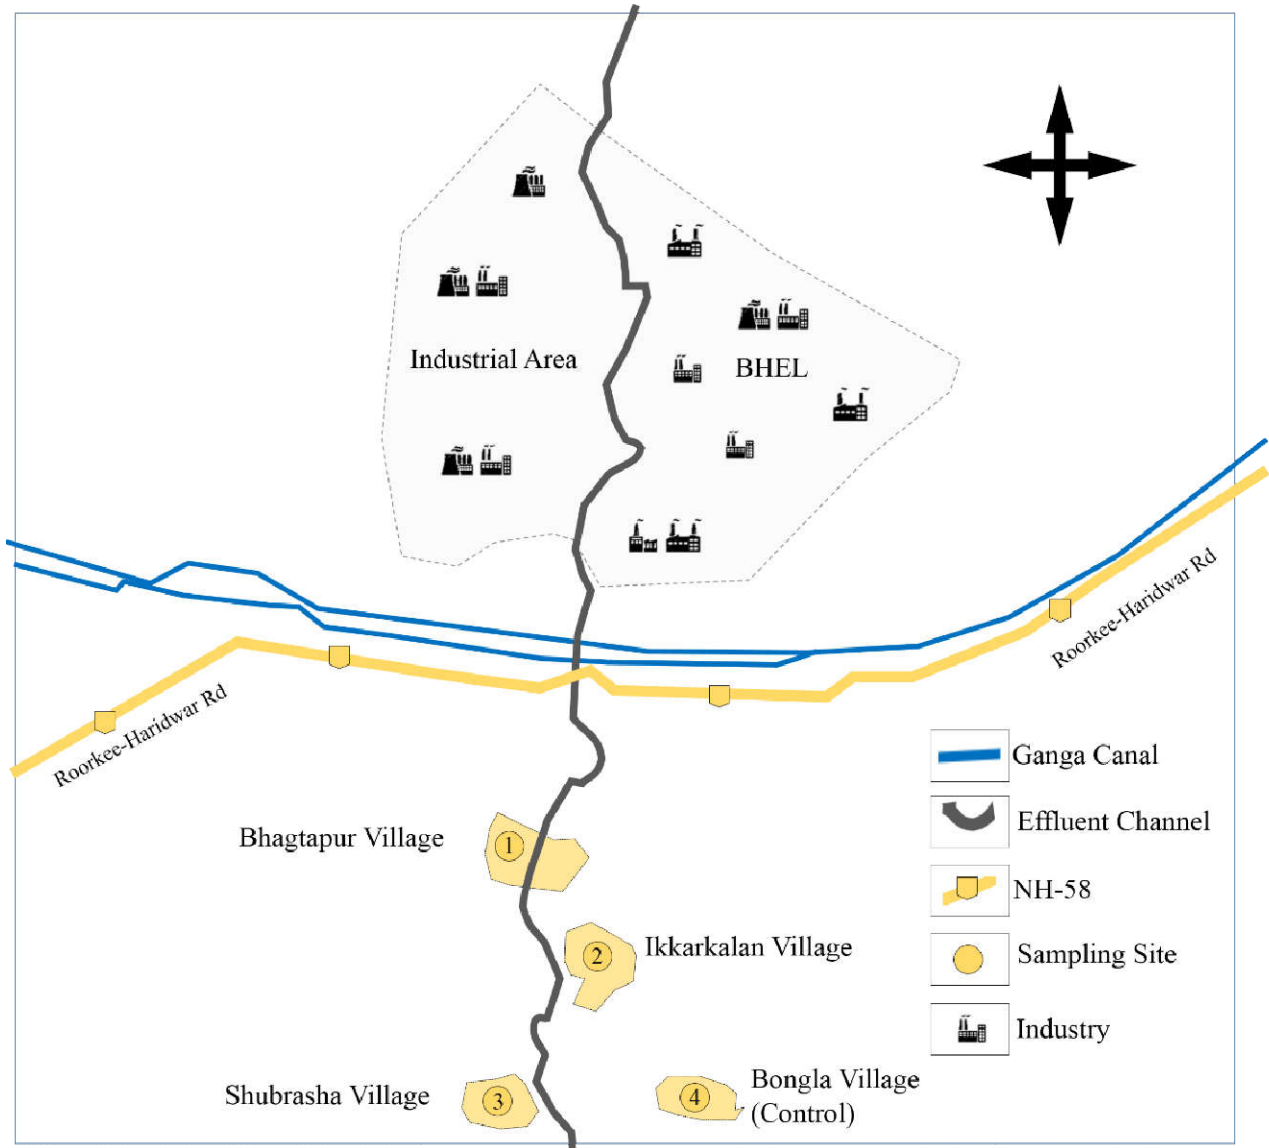 Industrial Area
BHEL
Roorkee-Haridwar Rd
Roorkee-Haridwar Rd
Ganga Canal
Bhagtapur Village
1
Effluent Channel
NH-58
2
Ikkarkalan Village
Sampling Site
Industry
Shubrasha Village
3
4
Bongla Village
(Control)